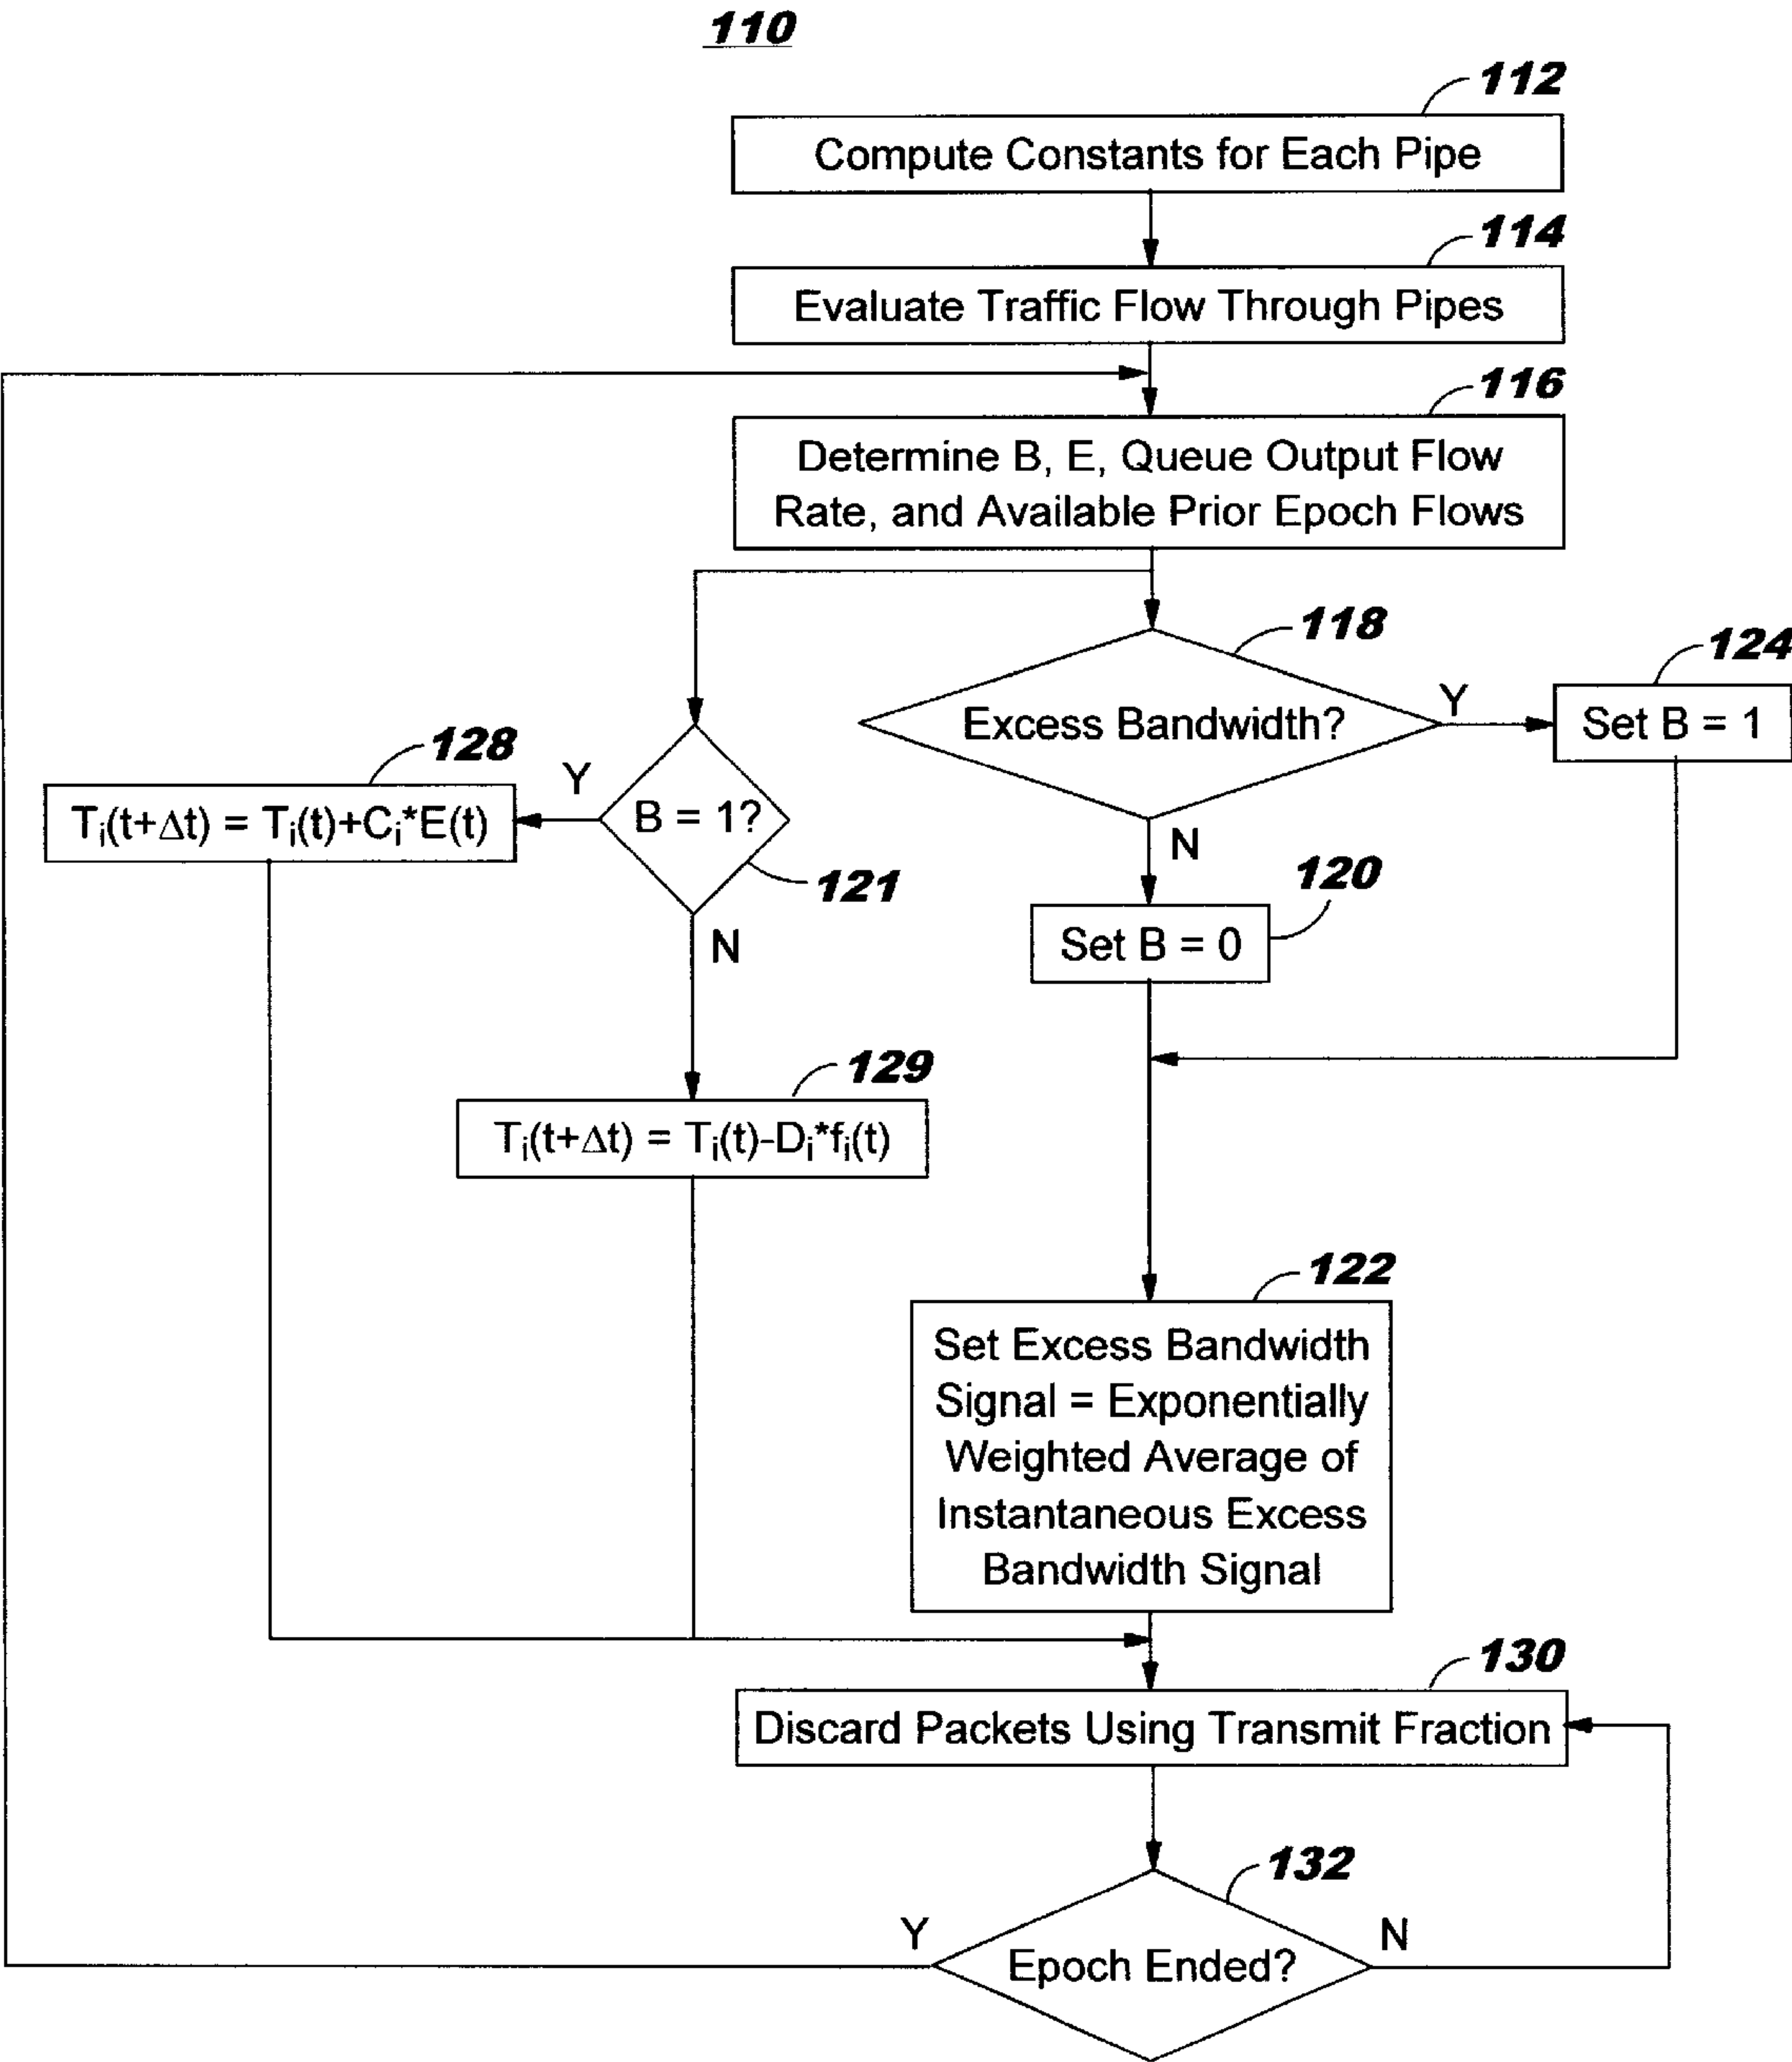 110
112
Compute Constants for Each Pipe
114
Evaluate Traffic Flow Through Pipes
116
Determine B, E, Queue Output Flow
Rate, and Available Prior Epoch Flows
118
Excess Bandwidth?
Y
124
Set B = 1
128
Tᵢ(t+Δt) = Tᵢ(t)+Cᵢ*E(t)
Y
B = 1?
121
N
N
120
Set B = 0
129
Tᵢ(t+Δt) = Tᵢ(t)-Dᵢ*fᵢ(t)
122
Set Excess Bandwidth
Signal = Exponentially
Weighted Average of
Instantaneous Excess
Bandwidth Signal
130
Discard Packets Using Transmit Fraction
132
Y
Epoch Ended?
N